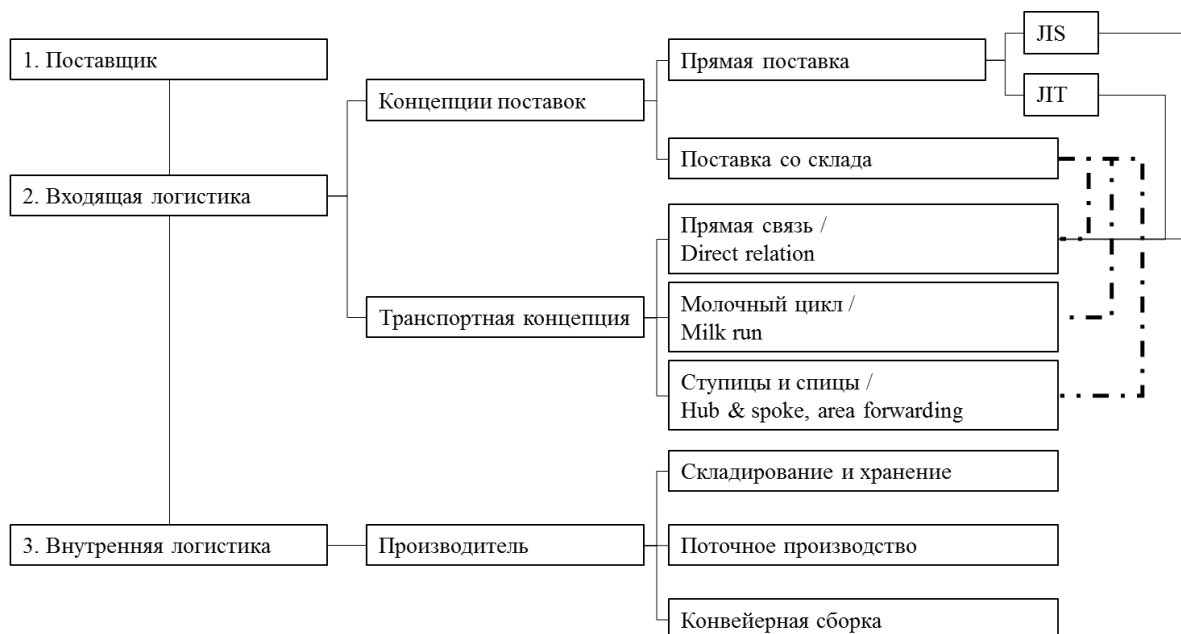 1. Поставщик
2. Входящая логистика
3. Внутренняя логистика
Концепции поставок
Транспортная концепция
Производитель
Прямая поставка
JIS
JIT
Поставка со склада
Прямая связь /
Direct relation
Молочный цикл /
Milk run
Ступицы и спицы /
Hub & spoke, area forwarding
Складирование и хранение
Поточное производство
Конвейерная сборка